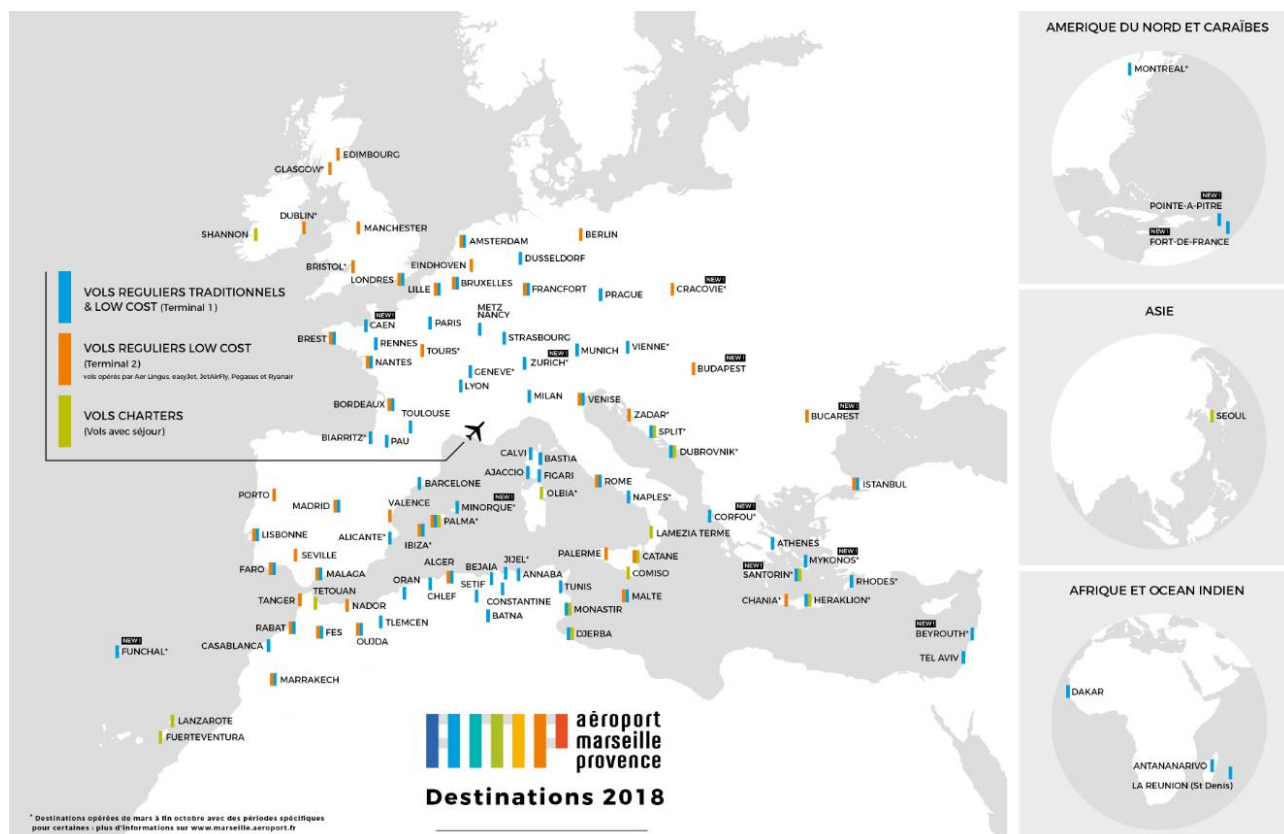 AMERIQUE DU NORD ET CARAÏBES
MONTREAL*
NEW !
POINTE-A-PITRE
NEW !
FORT-DE-FRANCE
ASIE
SEOUL
AFRIQUE ET OCEAN INDIEN
DAKAR
ANTANANARIVO
LA REUNION (St Denis)
VOLS REGULIERS TRADITIONNELS
& LOW COST (Terminal 1)
VOLS REGULIERS LOW COST
(Terminal 2)
vols opérés par Aer Lingus, easyJet, JetAirFly, Pegasus et Ryanair
VOLS CHARTERS
(Vols avec séjour)
EDIMBOURG
GLASGOW*
DUBLIN*
SHANNON
MANCHESTER
BRISTOL*
LONDRES
AMSTERDAM
BERLIN
EINDHOVEN
DUSSELDORF
LILLE
BRUXELLES
FRANCFORT
PRAGUE
NEW !
CRACOVIE*
NEW !
CAEN
PARIS
METZ
NANCY
BREST
RENNES
STRASBOURG
NANTES
TOURS*
NEW !
ZURICH*
MUNICH
VIENNE*
GENEVE*
NEW !
BUDAPEST
LYON
MILAN
VENISE
BORDEAUX
TOULOUSE
BIARRITZ*
PAU
ZADAR*
SPLIT*
DUBROVNIK*
NEW !
BUCAREST
CALVI
BASTIA
AJACCIO
FIGARI
OLBIA*
ROME
NAPLES*
ISTANBUL
BARCELONE
PORTO
MADRID
VALENCE
NEW !
MINORQUE*
PALMA*
NEW !
CORFOU*
LISBONNE
ALICANTE*
IBIZA*
LAMEZIA TERME
ATHENES
SEVILLE
FARO
MALAGA
ALGER
BEJAIA
JIJEL*
ANNABA
PALERME
CATANE
NEW !
MYKONOS*
NEW !
SANTORIN*
NEW !
RHODES*
TETOUAN
ORAN
CHLEF
SETIF
CONSTANTINE
TUNIS
COMISO
MALTE
CHANIA*
HERAKLION*
TANGER
NADOR
BATNA
MONASTIR
RABAT
FES
OUJDA
TLEMCEN
DJERBA
NEW !
BEYROUTH*
CASABLANCA
NEW !
FUNCHAL*
TEL AVIV
MARRAKECH
LANZAROTE
FUERTEVENTURA
aéroport
marseille
provence
Destinations 2018
* Destinations opérées de mars à fin octobre avec des périodes spécifiques
pour certaines : plus d'informations sur www.marseille.aeroport.fr